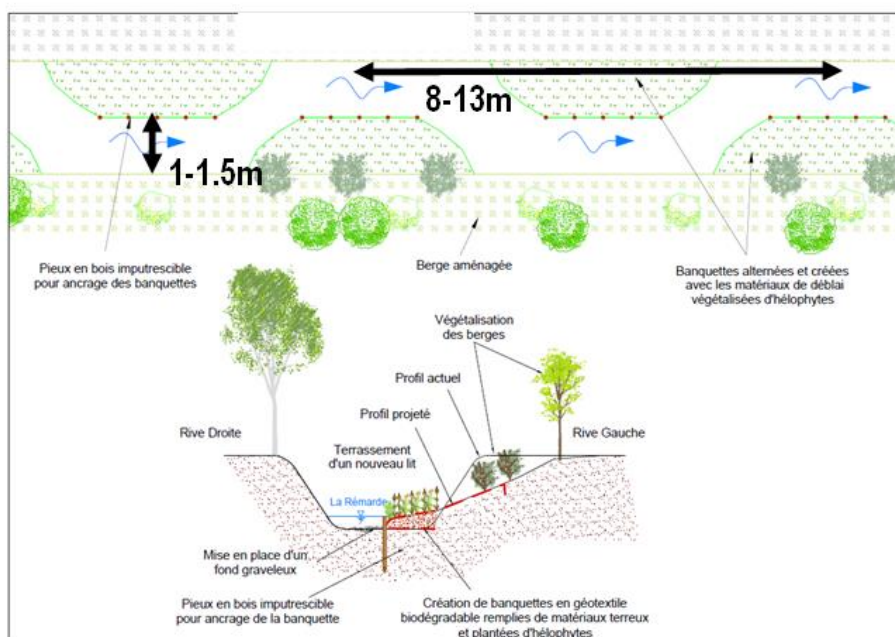 8-13m
1-1.5m
Pieux en bois imputrescible
pour ancrage des banquettes
Berge aménagée
Banquettes alternées et créées
avec les matériaux de déblai
végétalisées d'hélophytes
Végétalisation
des berges
Profil actuel
Profil projeté
Rive Droite
Rive Gauche
Terrassement
d'un nouveau lit
La Rémarde
Mise en place d'un
fond graveleux
Pieux en bois imputrescible
pour ancrage de la banquette
Création de banquettes en géotextile
biodégradable remplies de matériaux terreux
et plantées d'hélophytes